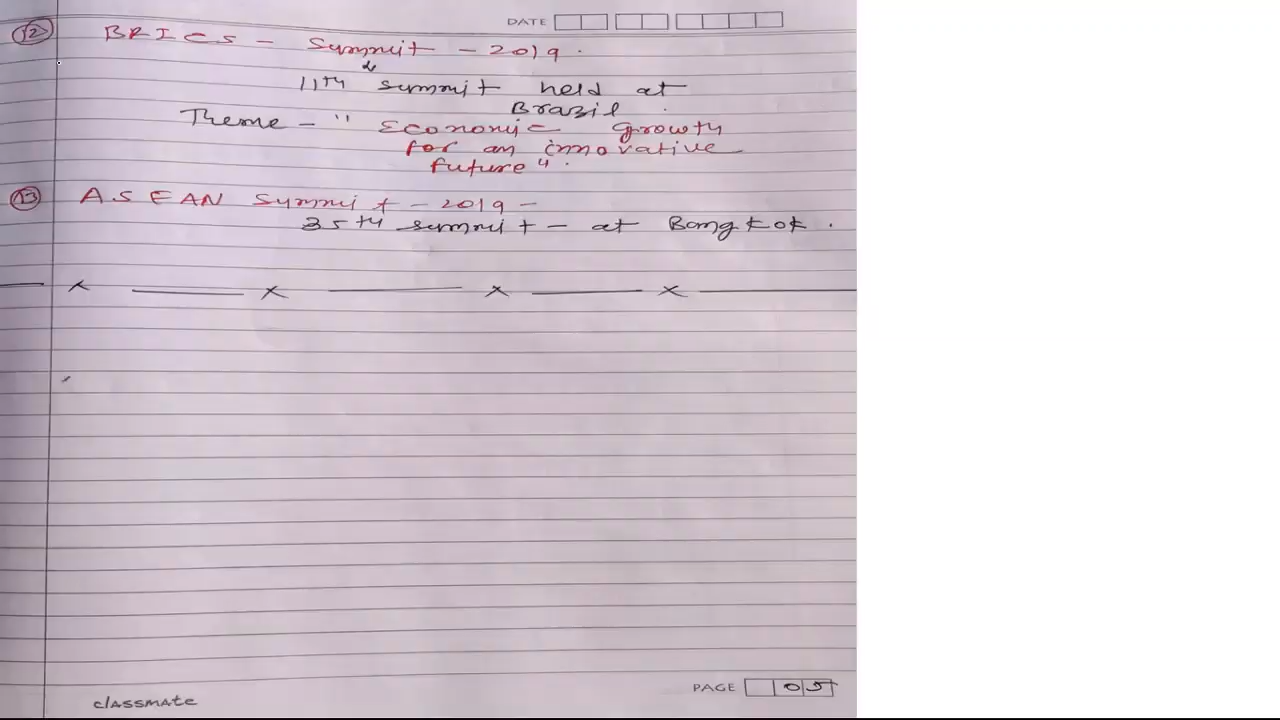 DATE
12 BRICS - Summit - 2019.
11th summit held at
Brazil.
Theme - " Economic growth
for an innovative
future".
13 ASEAN Summit - 2019 -
35th summit - at Bangkok.
x x x x
PAGE 05
classmate